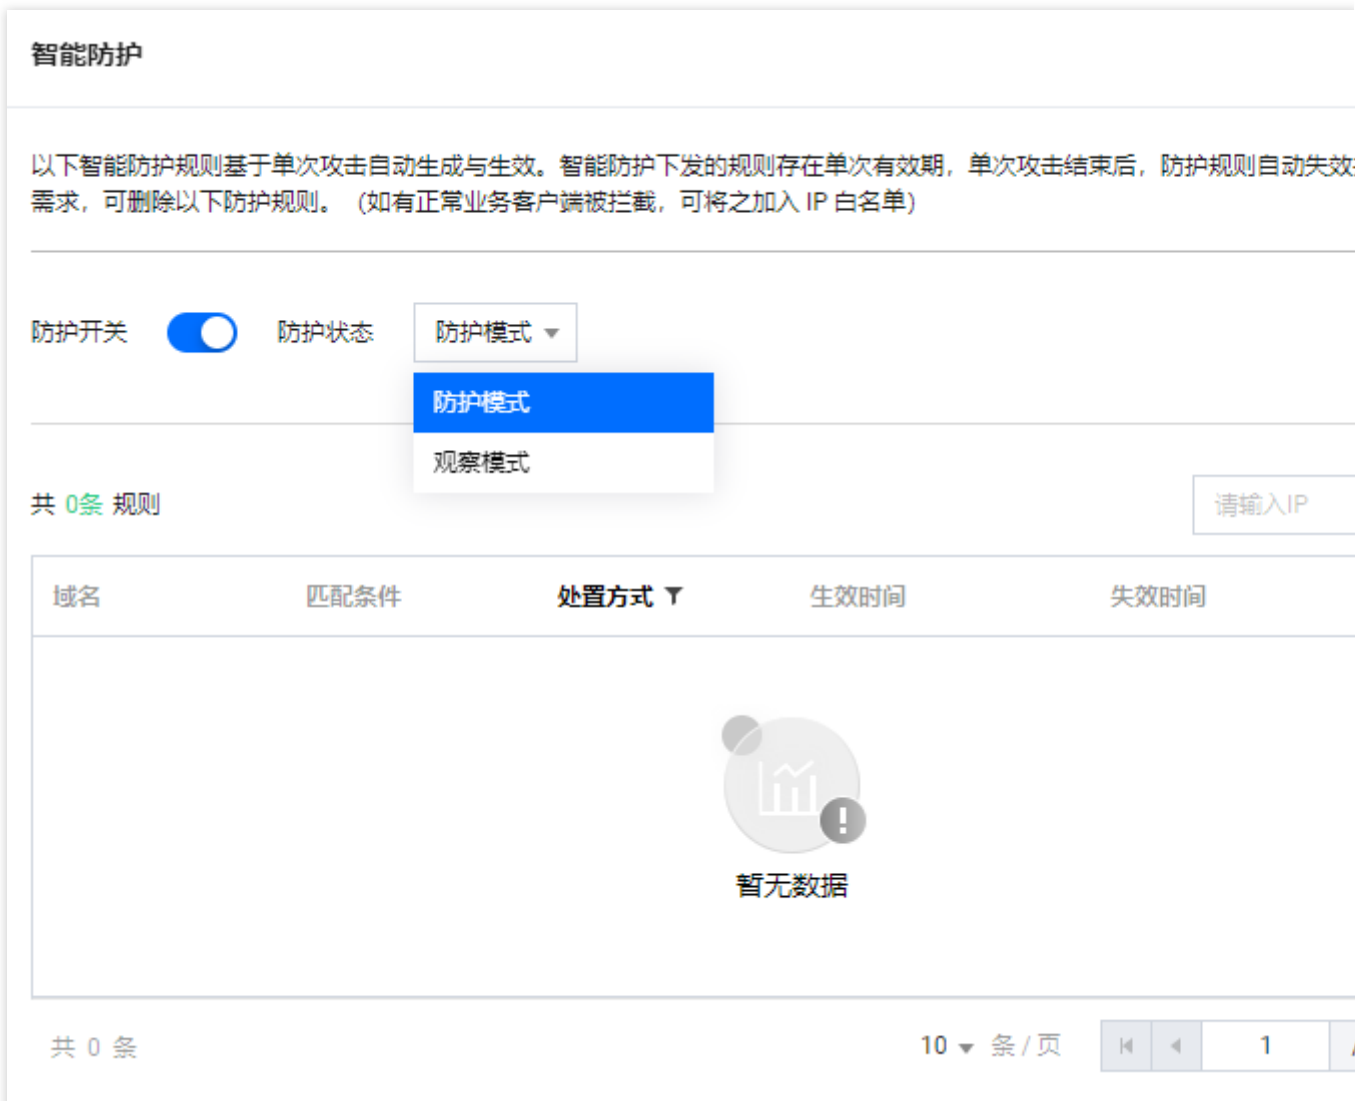 智能防护
以下智能防护规则基于单次攻击自动生成与生效。智能防护下发的规则存在单次有效期，单次攻击结束后，防护规则自动失效
需求，可删除以下防护规则。（如有正常业务客户端被拦截，可将之加入 IP 白名单）
防护开关 防护状态 防护模式
防护模式
观察模式
共 0条 规则 请输入IP
域名 匹配条件 处置方式 生效时间 失效时间
暂无数据
共 0 条 10 条 / 页 1